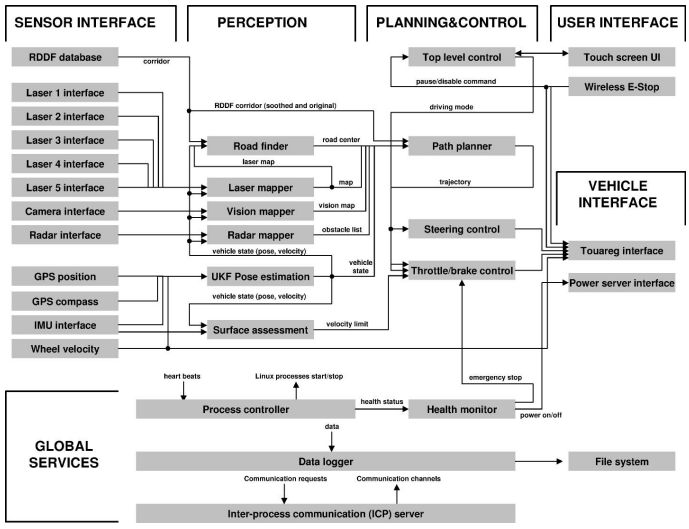 SENSOR INTERFACE
PERCEPTION
PLANNING&CONTROL
USER INTERFACE
RDDF database
corridor
Top level control
Touch screen UI
pause/disable command
Wireless E-Stop
Laser 1 interface
RDDF corridor (soothed and original)
driving mode
Laser 2 interface
Laser 3 interface
Road finder
road center
Path planner
Laser 4 interface
laser map
Laser 5 interface
Laser mapper
map
trajectory
VEHICLE
INTERFACE
Camera interface
Vision mapper
vision map
Radar interface
Radar mapper
obstacle list
Steering control
vehicle state (pose, velocity)
Touareg interface
GPS position
UKF Pose estimation
vehicle
state
Throttle/brake control
Power server interface
GPS compass
vehicle state (pose, velocity)
IMU interface
Surface assessment
velocity limit
Wheel velocity
heart beats
Linux processes start/stop
emergency stop
Process controller
health status
Health monitor
power on/off
GLOBAL
SERVICES
data
Data logger
File system
Communication requests
Communication channels
Inter-process communication (ICP) server